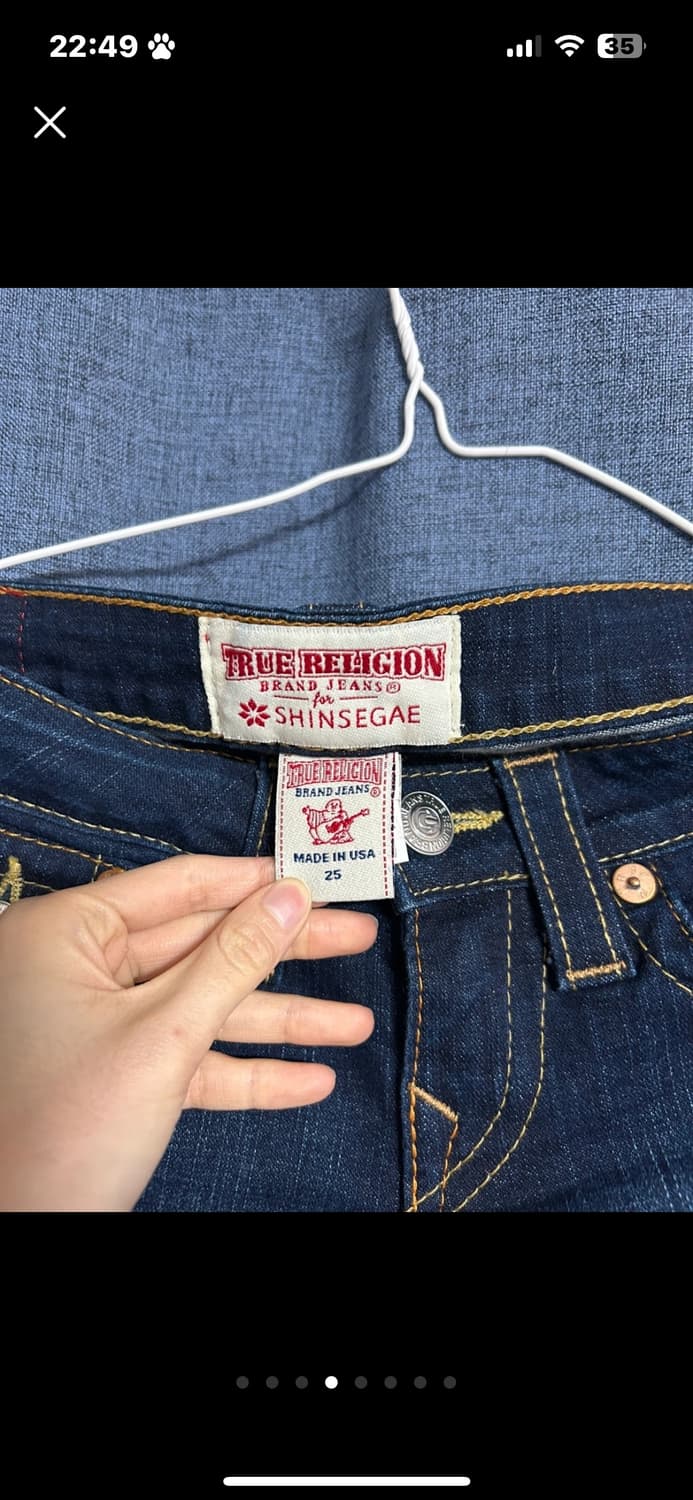 22:49
35
TRUE RELIGION
BRAND JEANS®
for
SHINSEGAE
TRUE RELIGION
BRAND JEANS®
MADE IN USA
25